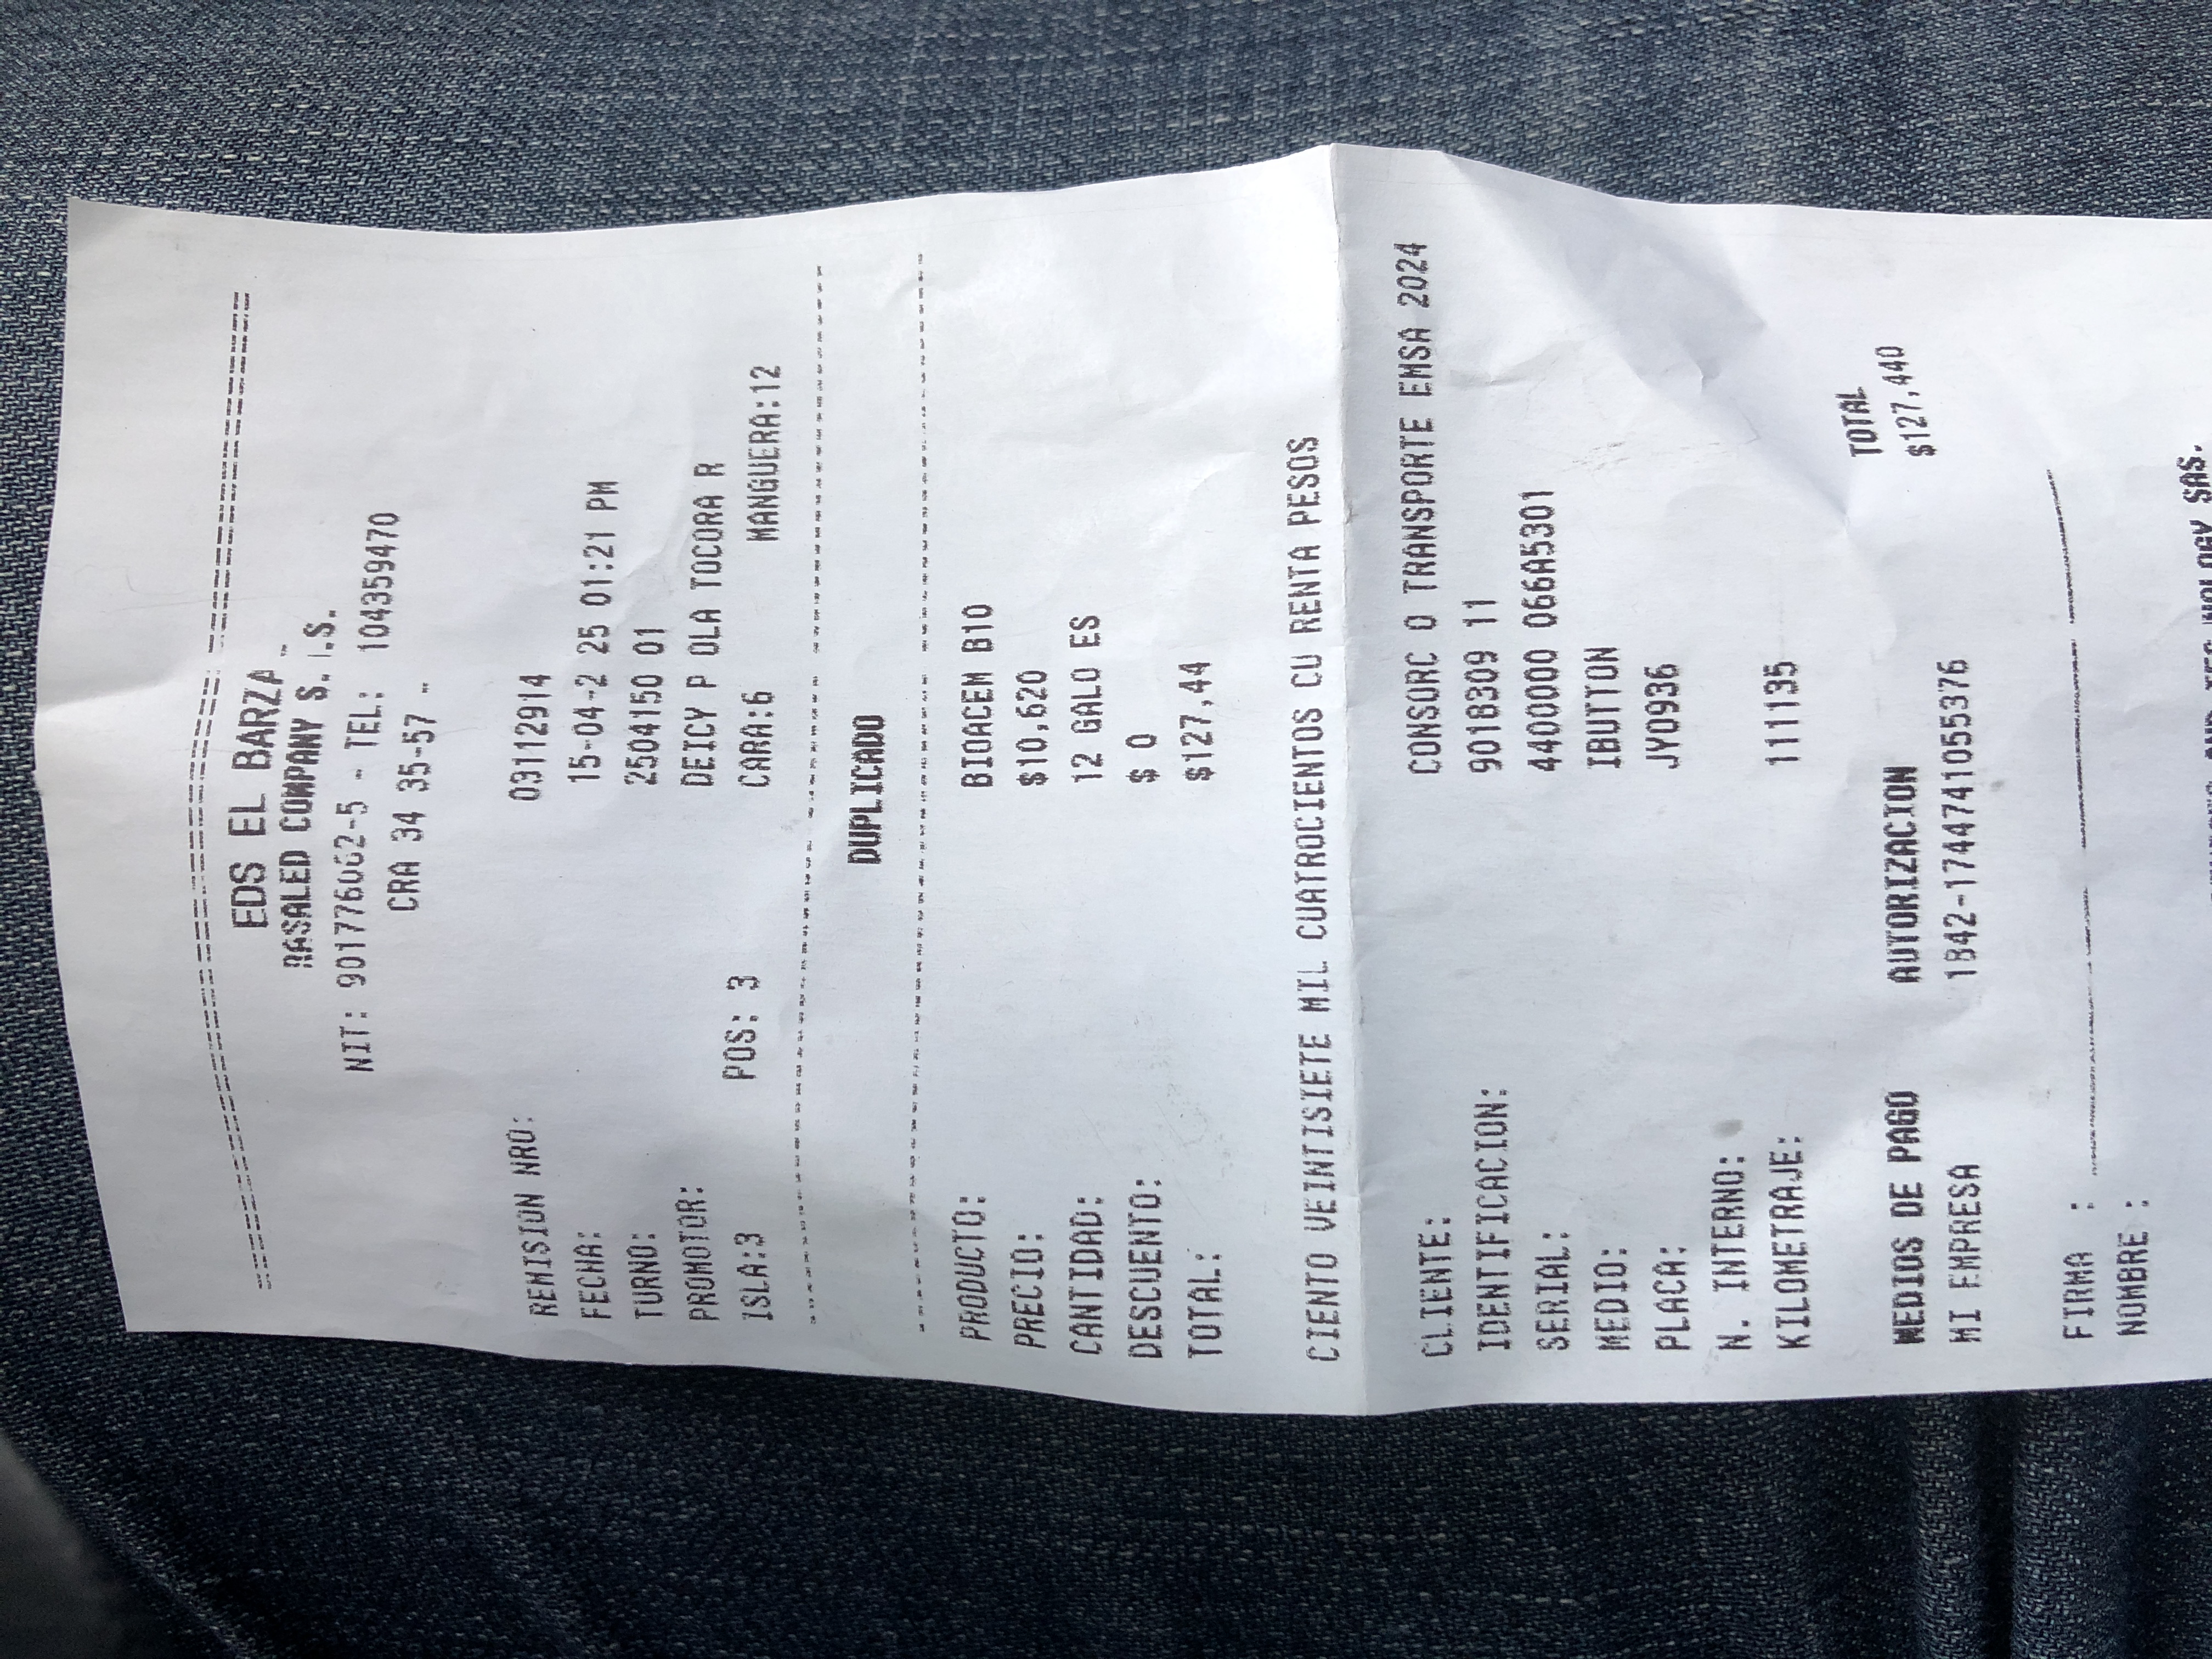 EDS EL BARZA
RASALED COMPANY S. .S.
NIT: 901776062-5 - TEL: 104359470
CRA 34 35-57
REMISION NRO: 03112914
FECHA: 15-04-2 25 01:21 PM
TURNO: 2504150 01
PROMOTOR: DEICY P OLA TOCORA R
ISLA:3 POS: 3 CARA:6 MANGUERA:12
DUPLICADO
PRODUCTO: BIOACEM B10
PRECIO: $10,620
CANTIDAD: 12 GALO ES
DESCUENTO: $ 0
TOTAL: $127,44
CIENTO VEINTISIETE MIL CUATROCIENTOS CU RENTA PESOS
CLIENTE: CONSORC O TRANSPORTE EMSA 2024
IDENTIFICACION: 9018309 11
SERIAL: 4400000 066A5301
MEDIO: IBUTTON
PLACA: JYO936
N. INTERNO:
KILOMETRAJE: 111135
MEDIOS DE PAGO AUTORIZACION TOTAL
MI EMPRESA 1842-1744741055376 $127,440
FIRMA :
NOMBRE :
SAS.